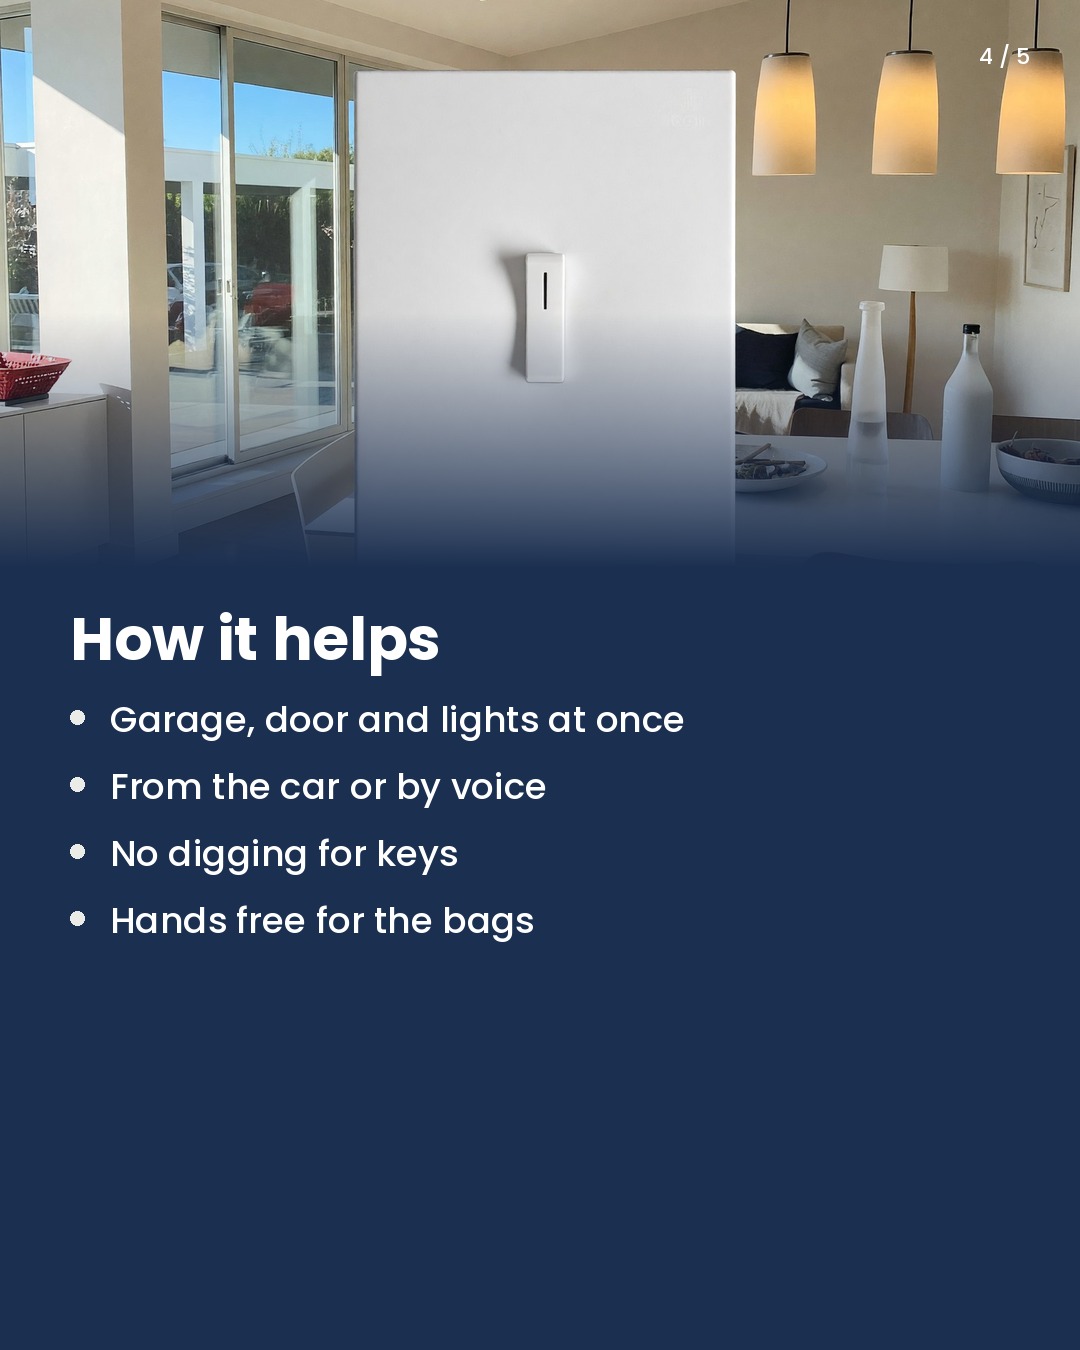 4 / 5
How it helps
Garage, door and lights at once
From the car or by voice
No digging for keys
Hands free for the bags